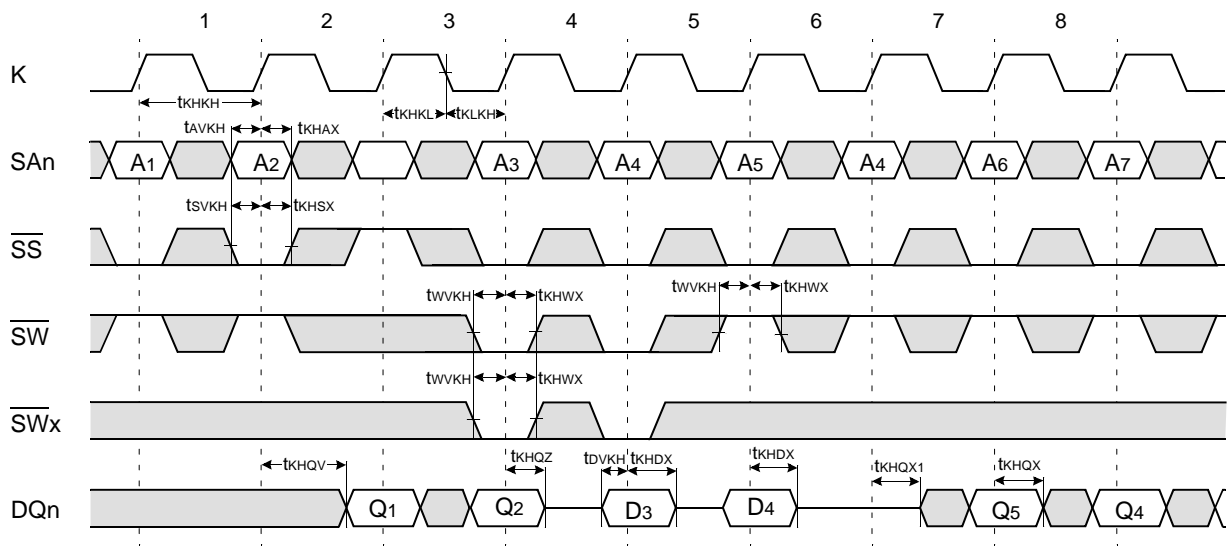 1 2 3 4 5 6 7 8
K
tKHKH tKHKL tKLKH
tAVKH tKHAX
SAn A1 A2 A3 A4 A5 A4 A6 A7
tSVKH tKHSX
SS
tWVKH tKHWX tWVKH tKHWX
SW
tWVKH tKHWX
SWx
tKHQV tKHQZ tDVKH tKHDX tKHDX tKHQX1 tKHQX
DQn Q1 Q2 D3 D4 Q5 Q4